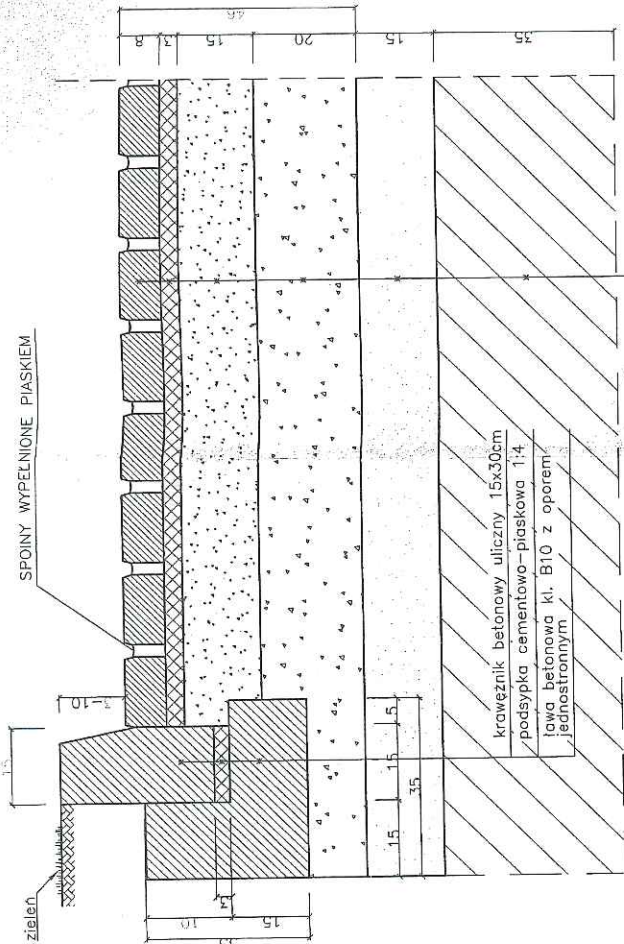 zieleń
SPOINY WYPEŁNIONE PIASKIEM
krawężnik betonowy uliczny 15x30cm
podsypka cementowo-piaskowa 1:4
ława betonowa kl. B10 z oporem
jednostronnym
15
3-10
46
8
3
15
20
15
35
3
10
15
15
15
5
35